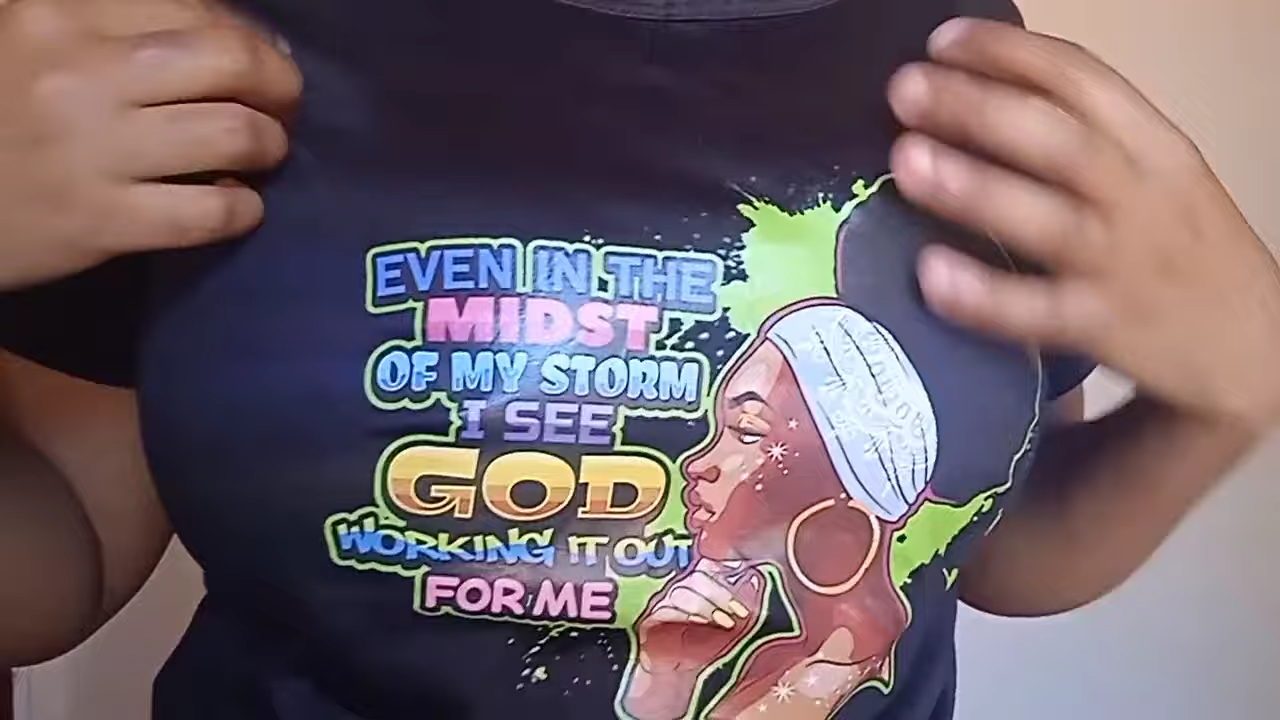 EVEN IN THE
MIDST
OF MY STORM
I SEE
GOD
WORKING IT OUT
FOR ME